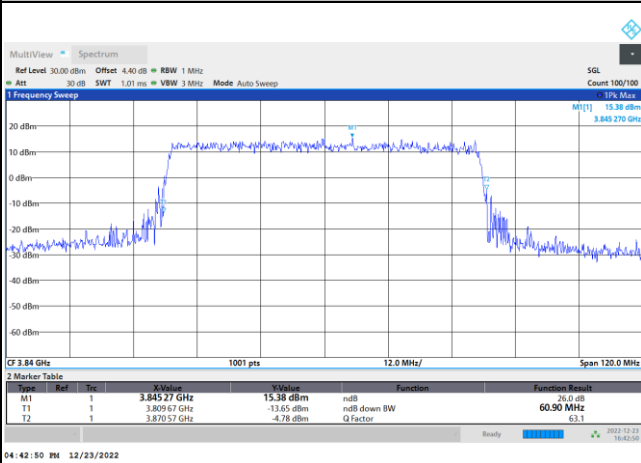 MultiView Spectrum
Ref Level 30.00 dBm Offset 4.40 dB RBW 1 MHz SGL
Att 30 dB SWT 1.01 ms VBW 3 MHz Mode Auto Sweep Count 100/100
1 Frequency Sweep 1Pk Max
M1[1] 15.38 dBm
3.845 270 GHz
20 dBm
M1
10 dBm
0 dBm
T2
-10 dBm
-20 dBm
-30 dBm
-40 dBm
-50 dBm
-60 dBm
CF 3.84 GHz 1001 pts 12.0 MHz/ Span 120.0 MHz
2 Marker Table
Type Ref Trc X-Value Y-Value Function Function Result
M1 1 3.845 27 GHz 15.38 dBm ndB 26.0 dB
T1 1 3.809 67 GHz -13.65 dBm ndB down BW 60.90 MHz
T2 1 3.870 57 GHz -4.78 dBm Q Factor 63.1
Ready 2022-12-23
16:42:50
04:42:50 PM 12/23/2022